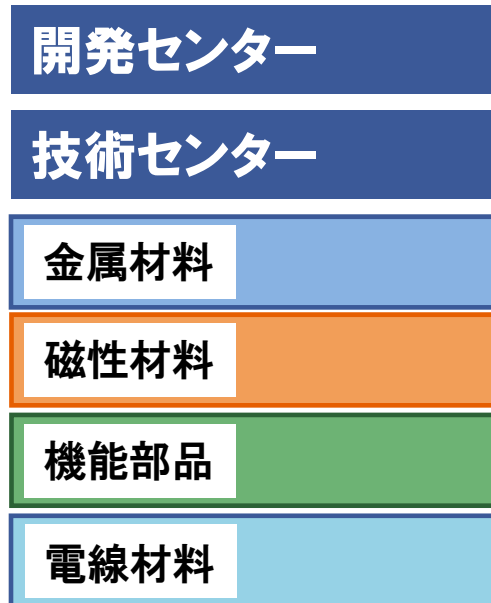 開発センター
技術センター
金属材料
磁性材料
機能部品
電線材料